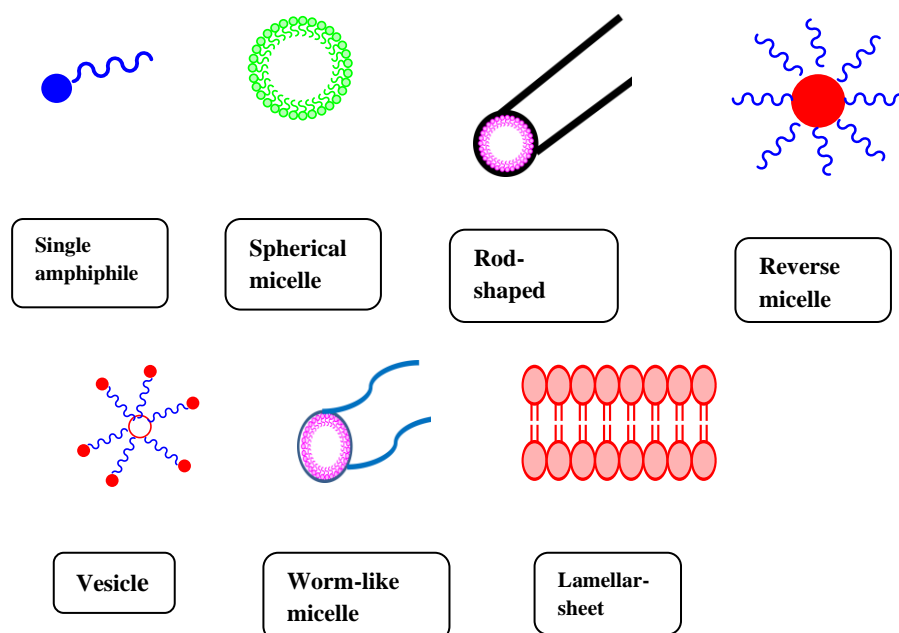 Single
amphiphile
Spherical
micelle
Rod-
shaped
Reverse
micelle
Vesicle
Worm-like
micelle
Lamellar-
sheet